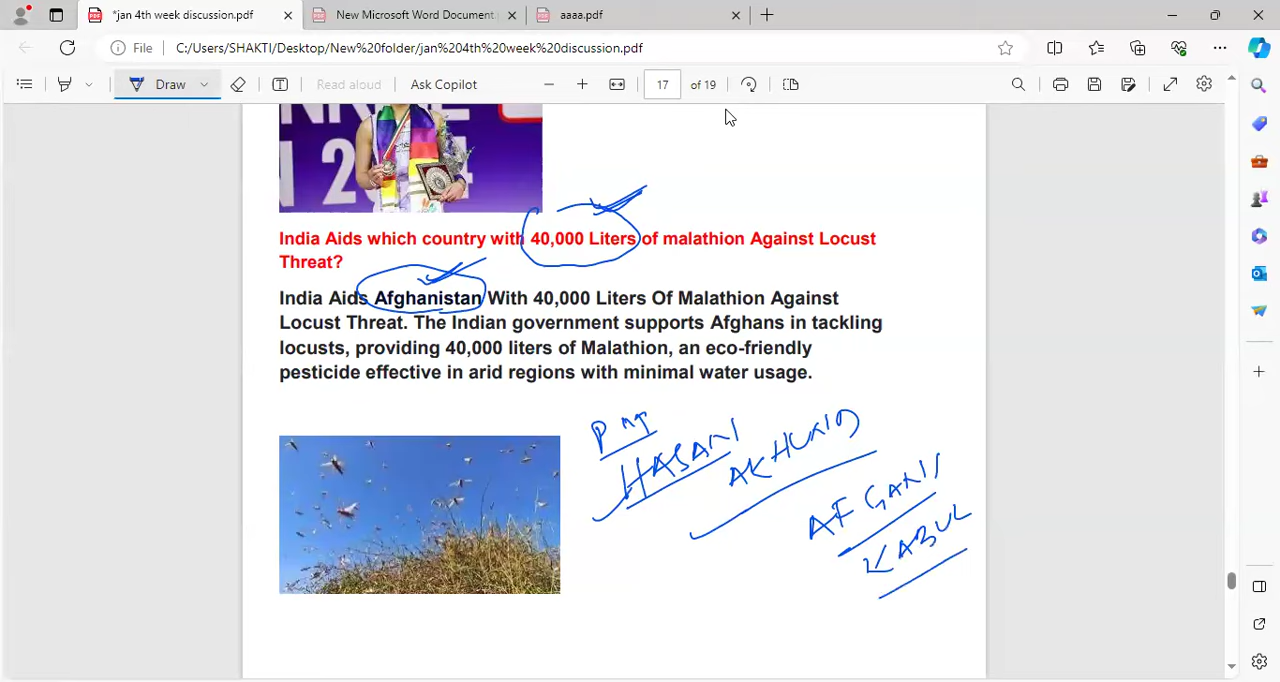 *jan 4th week discussion.pdf
New Microsoft Word Document.
aaaa.pdf
File
C:/Users/SHAKTI/Desktop/New%20folder/jan%204th%20week%20discussion.pdf
Draw
Read aloud
Ask Copilot
17
of 19
India Aids which country with 40,000 Liters of malathion Against Locust
Threat?
India Aids Afghanistan With 40,000 Liters Of Malathion Against
Locust Threat. The Indian government supports Afghans in tackling
locusts, providing 40,000 liters of Malathion, an eco-friendly
pesticide effective in arid regions with minimal water usage.
HASAN
AFGANIS
KABUL